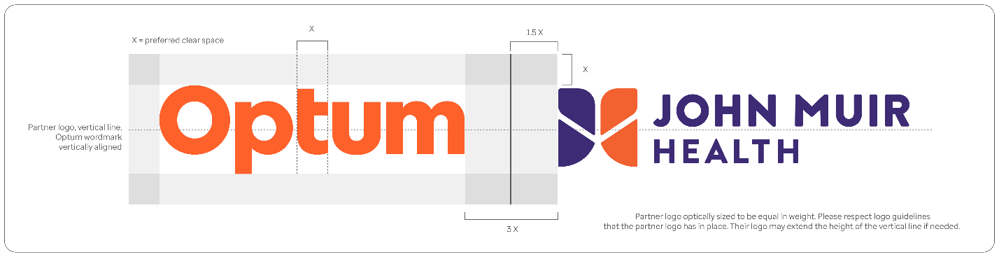 X
1.5 X
X = preferred clear space
X
Optum
JOHN MUIR
HEALTH
Partner logo, vertical line,
Optum wordmark
vertically aligned
Partner logo optically sized to be equal in weight. Please respect logo guidelines
that the partner logo has in place. Their logo may extend the height of the vertical line if needed.
3 X